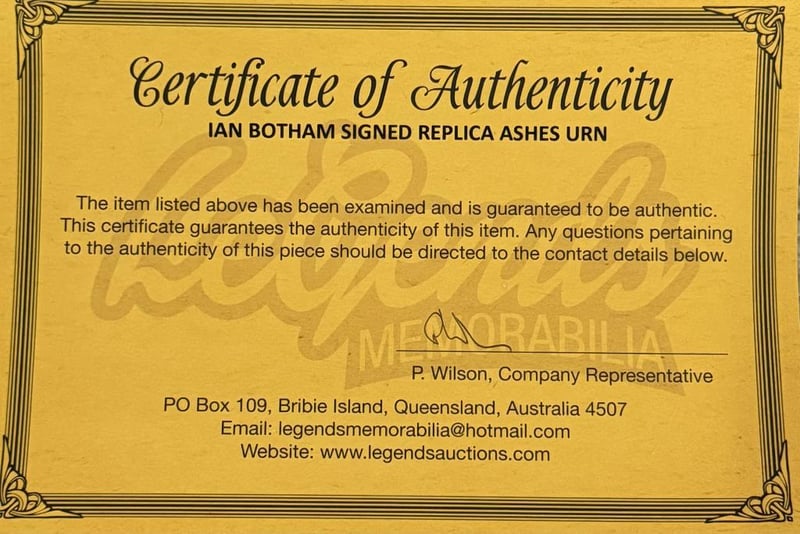 Certificate of Authenticity
IAN BOTHAM SIGNED REPLICA ASHES URN
The item listed above has been examined and is guaranteed to be authentic.
This certificate guarantees the authenticity of this item. Any questions pertaining
to the authenticity of this piece should be directed to the contact details below.
Legends
MEMORABILIA
P. Wilson, Company Representative
PO Box 109, Bribie Island, Queensland, Australia 4507
Email: legendsmemorabilia@hotmail.com
Website: www.legendsauctions.com